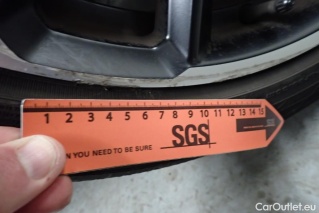 1 2 3 4 5 6 7 8 9 10 11 12 13 14 15
SGS
N YOU NEED TO BE SURE
CarOutlet.eu